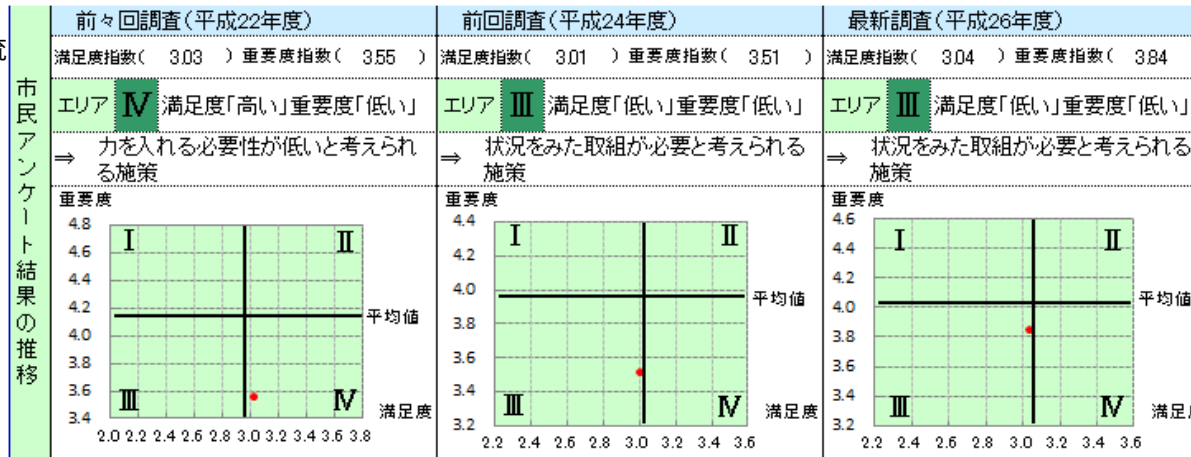 市民アンケート結果の推移
前々回調査(平成22年度)
満足度指数( 3.03 )重要度指数( 3.55 )
エリア Ⅳ 満足度「高い」重要度「低い」
⇒ 力を入れる必要性が低いと考えられ
る施策
重要度
4.8
4.6
4.4
4.2
4.0
3.8
3.6
3.4
Ⅰ Ⅱ
平均値
Ⅲ Ⅳ
満足度
2.0 2.2 2.4 2.6 2.8 3.0 3.2 3.4 3.6 3.8
前回調査(平成24年度)
満足度指数( 3.01 )重要度指数( 3.51 )
エリア Ⅲ 満足度「低い」重要度「低い」
⇒ 状況をみた取組が必要と考えられる
施策
重要度
4.4
4.2
4.0
3.8
3.6
3.4
3.2
Ⅰ Ⅱ
平均値
Ⅲ Ⅳ
満足度
2.2 2.4 2.6 2.8 3.0 3.2 3.4 3.6
最新調査(平成26年度)
満足度指数( 3.04 )重要度指数( 3.84
エリア Ⅲ 満足度「低い」重要度「低い」
⇒ 状況をみた取組が必要と考えられる
施策
重要度
4.6
4.4
4.2
4.0
3.8
3.6
3.4
3.2
Ⅰ Ⅱ
平均値
Ⅲ Ⅳ
満足
2.2 2.4 2.6 2.8 3.0 3.2 3.4 3.6